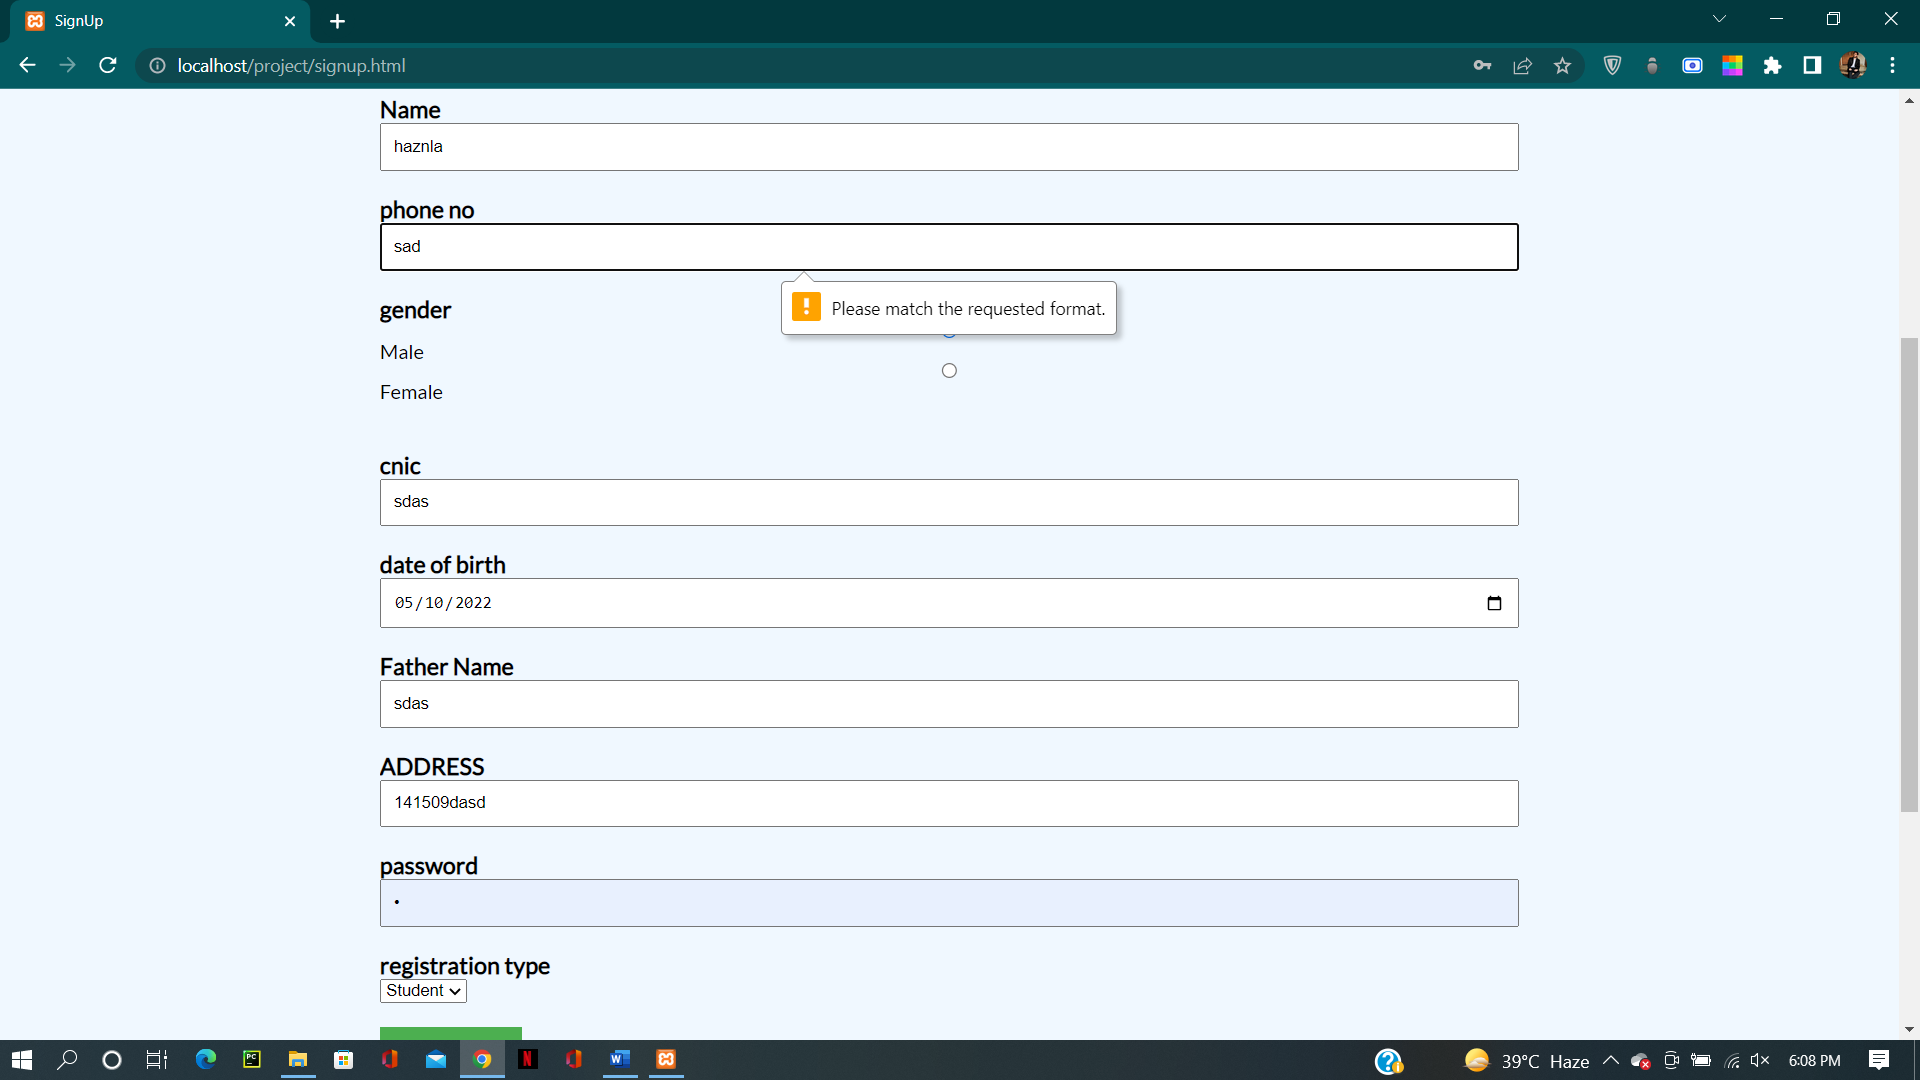 SignUp
localhost/project/signup.html
Name
haznla
phone no
sad
Please match the requested format.
gender
Male
Female
cnic
sdas
date of birth
05/10/2022
Father Name
sdas
ADDRESS
141509dasd
password
•
registration type
Student
39°C Haze
6:08 PM